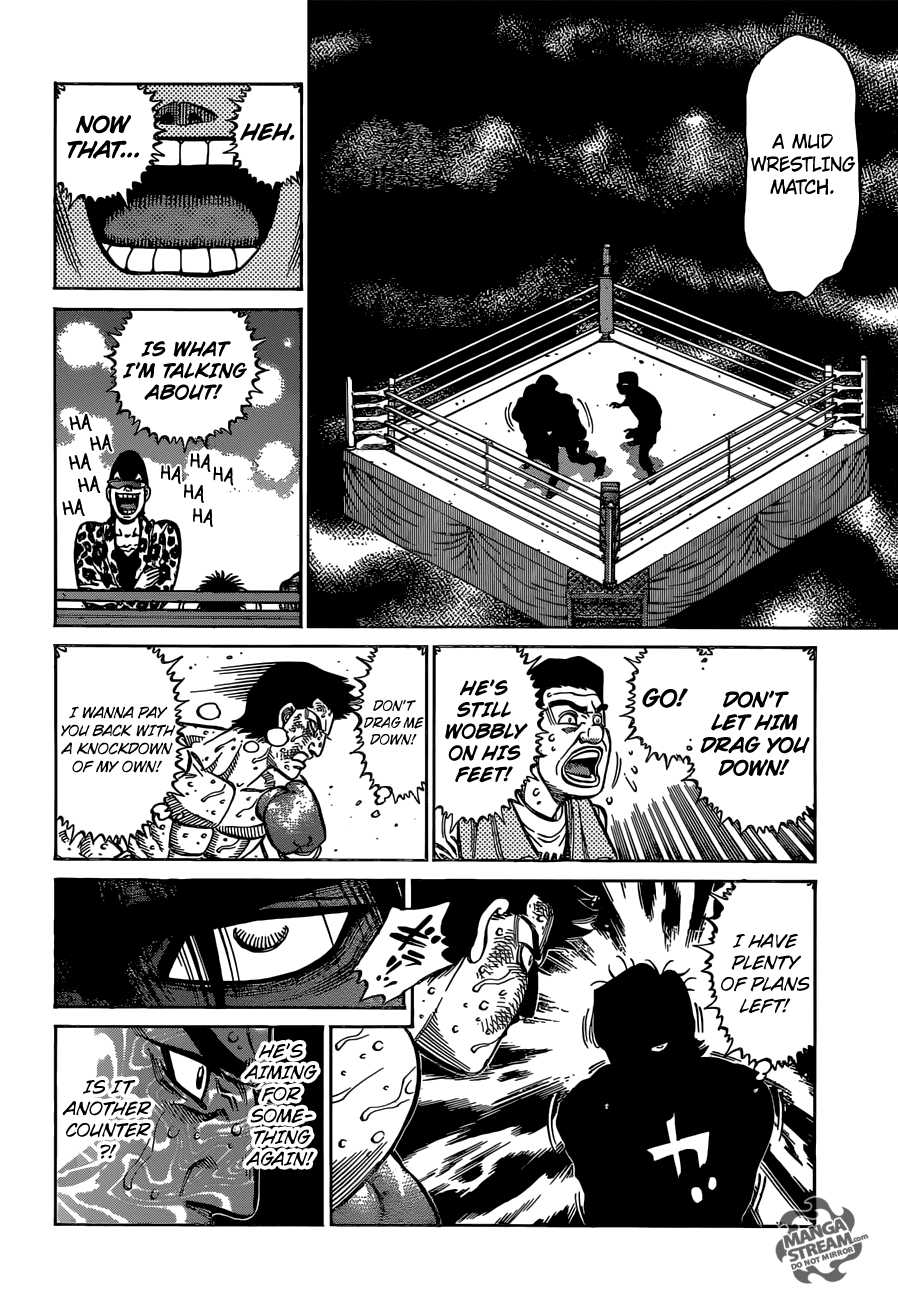 A MUD
WRESTLING
MATCH.
HEH.
NOW
THAT...
IS WHAT
I'M TALKING
ABOUT!
HA
HA
HA
HA
HA
HA
HA
HA
HA
DON'T
LET HIM
DRAG YOU
DOWN!
GO!
HE'S
STILL
WOBBLY
ON HIS
FEET!
DON'T
DRAG ME
DOWN!
I WANNA PAY
YOU BACK WITH
A KNOCKDOWN
OF MY OWN!
I HAVE
PLENTY
OF PLANS
LEFT!
HE'S
AIMING
FOR
SOME-
THING
AGAIN!
IS IT
ANOTHER
COUNTER
?!
MANGA
STREAM.com
DO NOT MIRROR